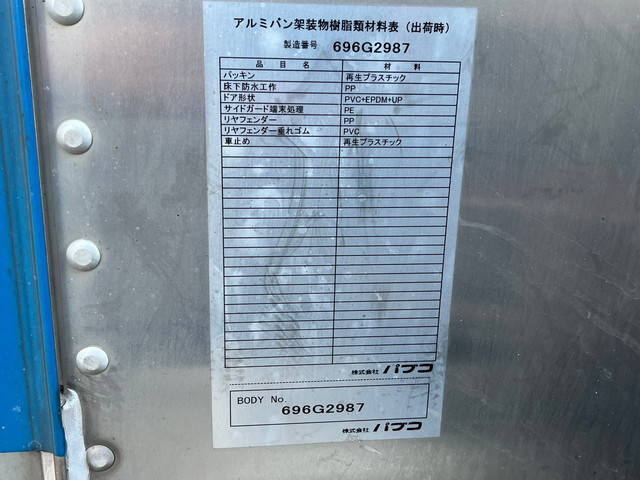 アルミバン架装物樹脂類材料表（出荷時）
製造番号 696G2987
品目名 材料
パッキン 再生プラスチック
床下防水工作 PP
ドア形状 PVC+EPDM+UP
サイドガード端末処理 PE
リヤフェンダー PP
リヤフェンダー垂れゴム PVC
車止め 再生プラスチック
株式会社 パブコ
BODY No.
696G2987
株式会社 パブコ